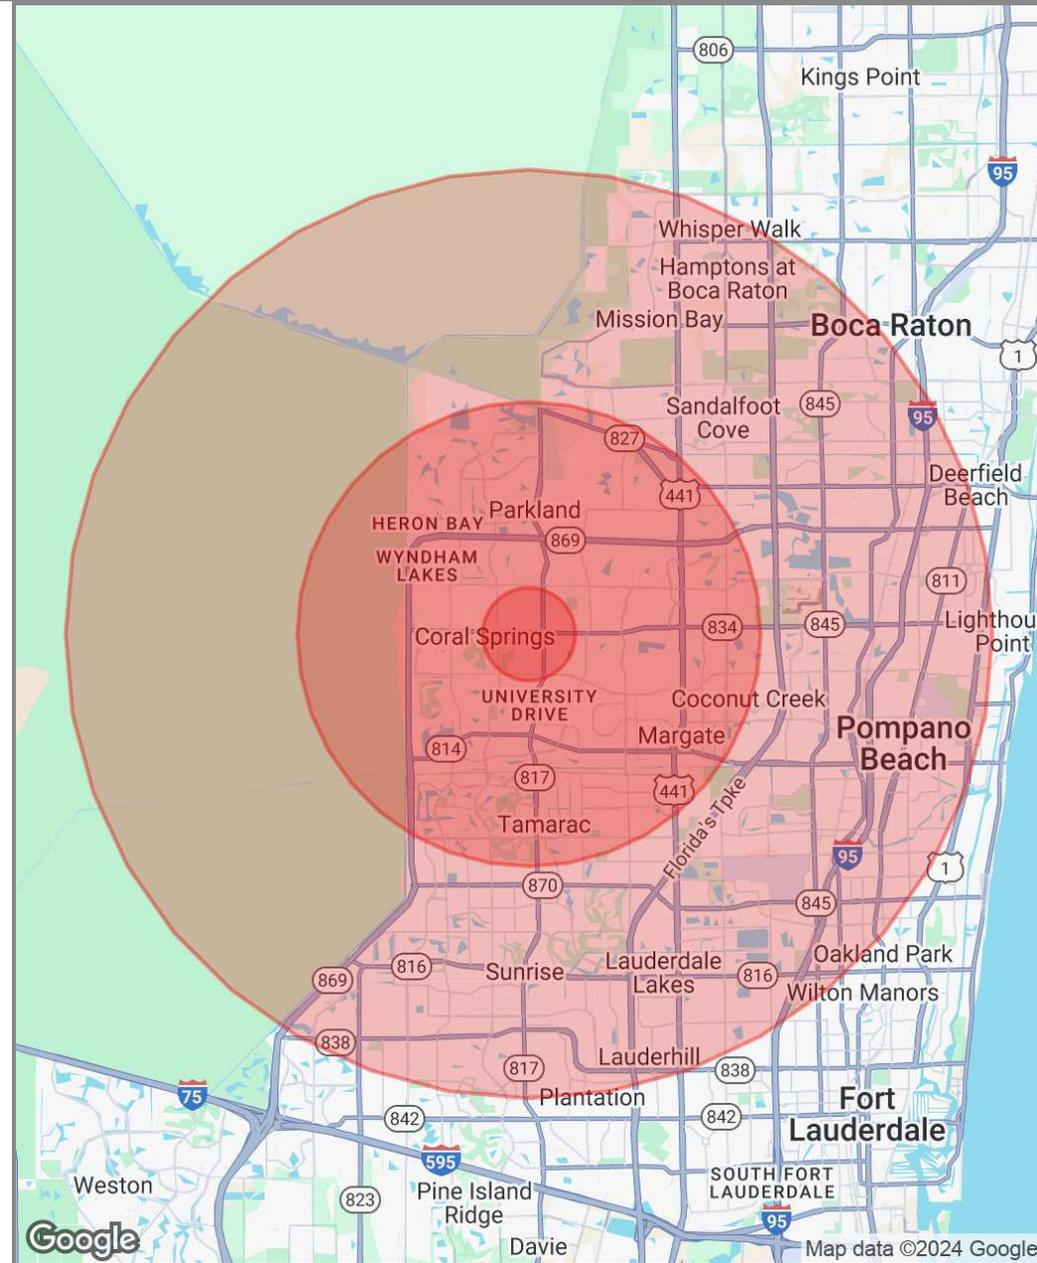 806
Kings Point
95
Whisper Walk
Hamptons at
Boca Raton
Mission Bay
Boca Raton
1
Sandalfoot
Cove
845
95
827
Deerfield
Beach
441
HERON BAY
Parkland
869
WYNDHAM
LAKES
811
Coral Springs
834
845
Lighthou
Point
UNIVERSITY
DRIVE
Coconut Creek
Margate
Pompano
Beach
814
817
441
Florida's Tpke
Tamarac
95
1
870
845
816
Sunrise
Lauderdale
Lakes
816
Oakland Park
869
Wilton Manors
838
817
Lauderhill
838
75
Plantation
842
842
Fort
Lauderdale
595
Weston
823
Pine Island
Ridge
SOUTH FORT
LAUDERDALE
95
Davie
Google
Map data ©2024 Google